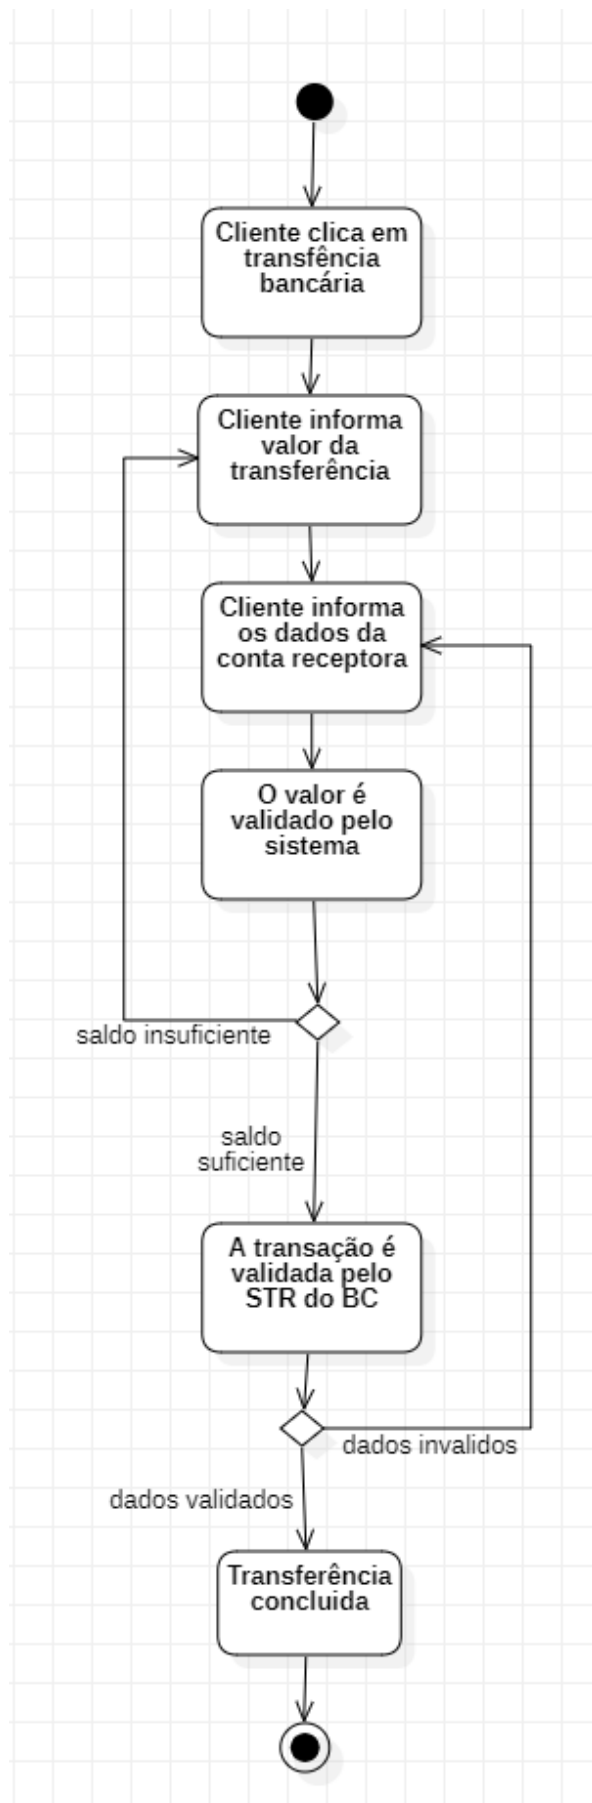 Cliente clica em
transfência
bancária
Cliente informa
valor da
transferência
Cliente informa
os dados da
conta receptora
O valor é
validado pelo
sistema
saldo insuficiente
saldo
suficiente
A transação é
validada pelo
STR do BC
dados invalidos
dados validados
Transferência
concluida